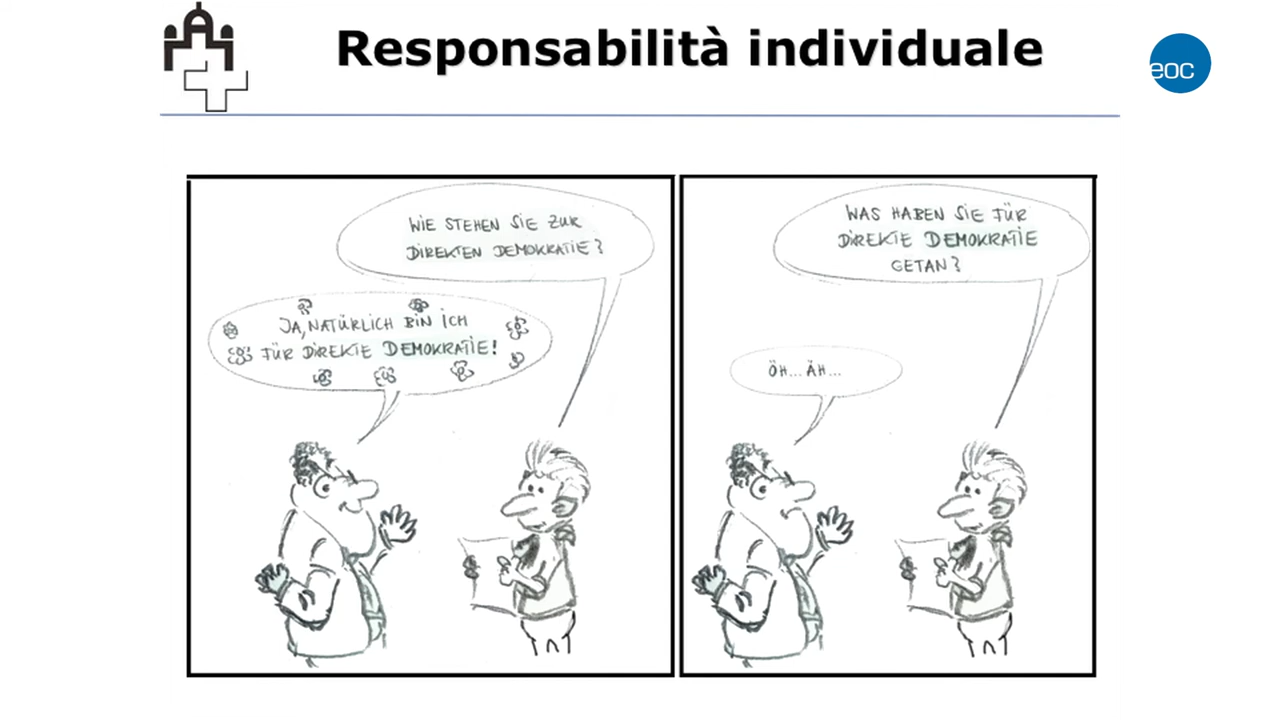 Responsabilità individuale
eoc
WIE STEHEN SIE ZUR
DIREKTEN DEMOKRATIE?
JA, NATÜRLICH BIN ICH
FÜR DIREKTE DEMOKRATIE!
WAS HABEN SIE FÜR
DIREKTE DEMOKRATIE
GETAN?
ÖH... ÄH...